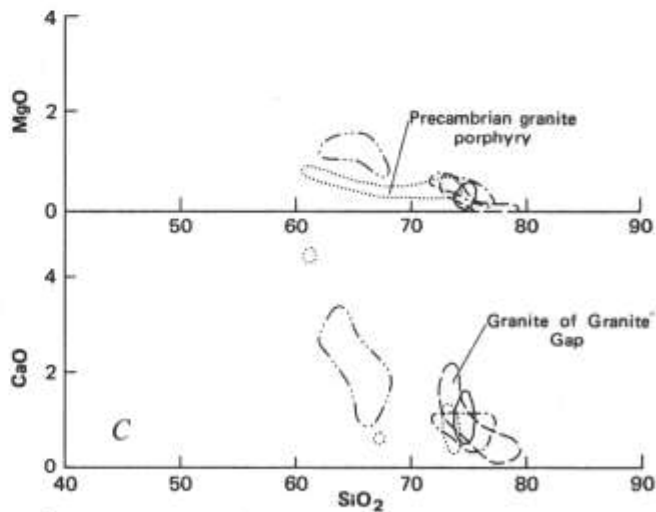 4
MgO
2
Precambrian granite
porphyry
0
50
60
70
80
90
4
CaO
2
Granite of Granite
Gap
C
0
40
50
60
70
80
90
SiO₂